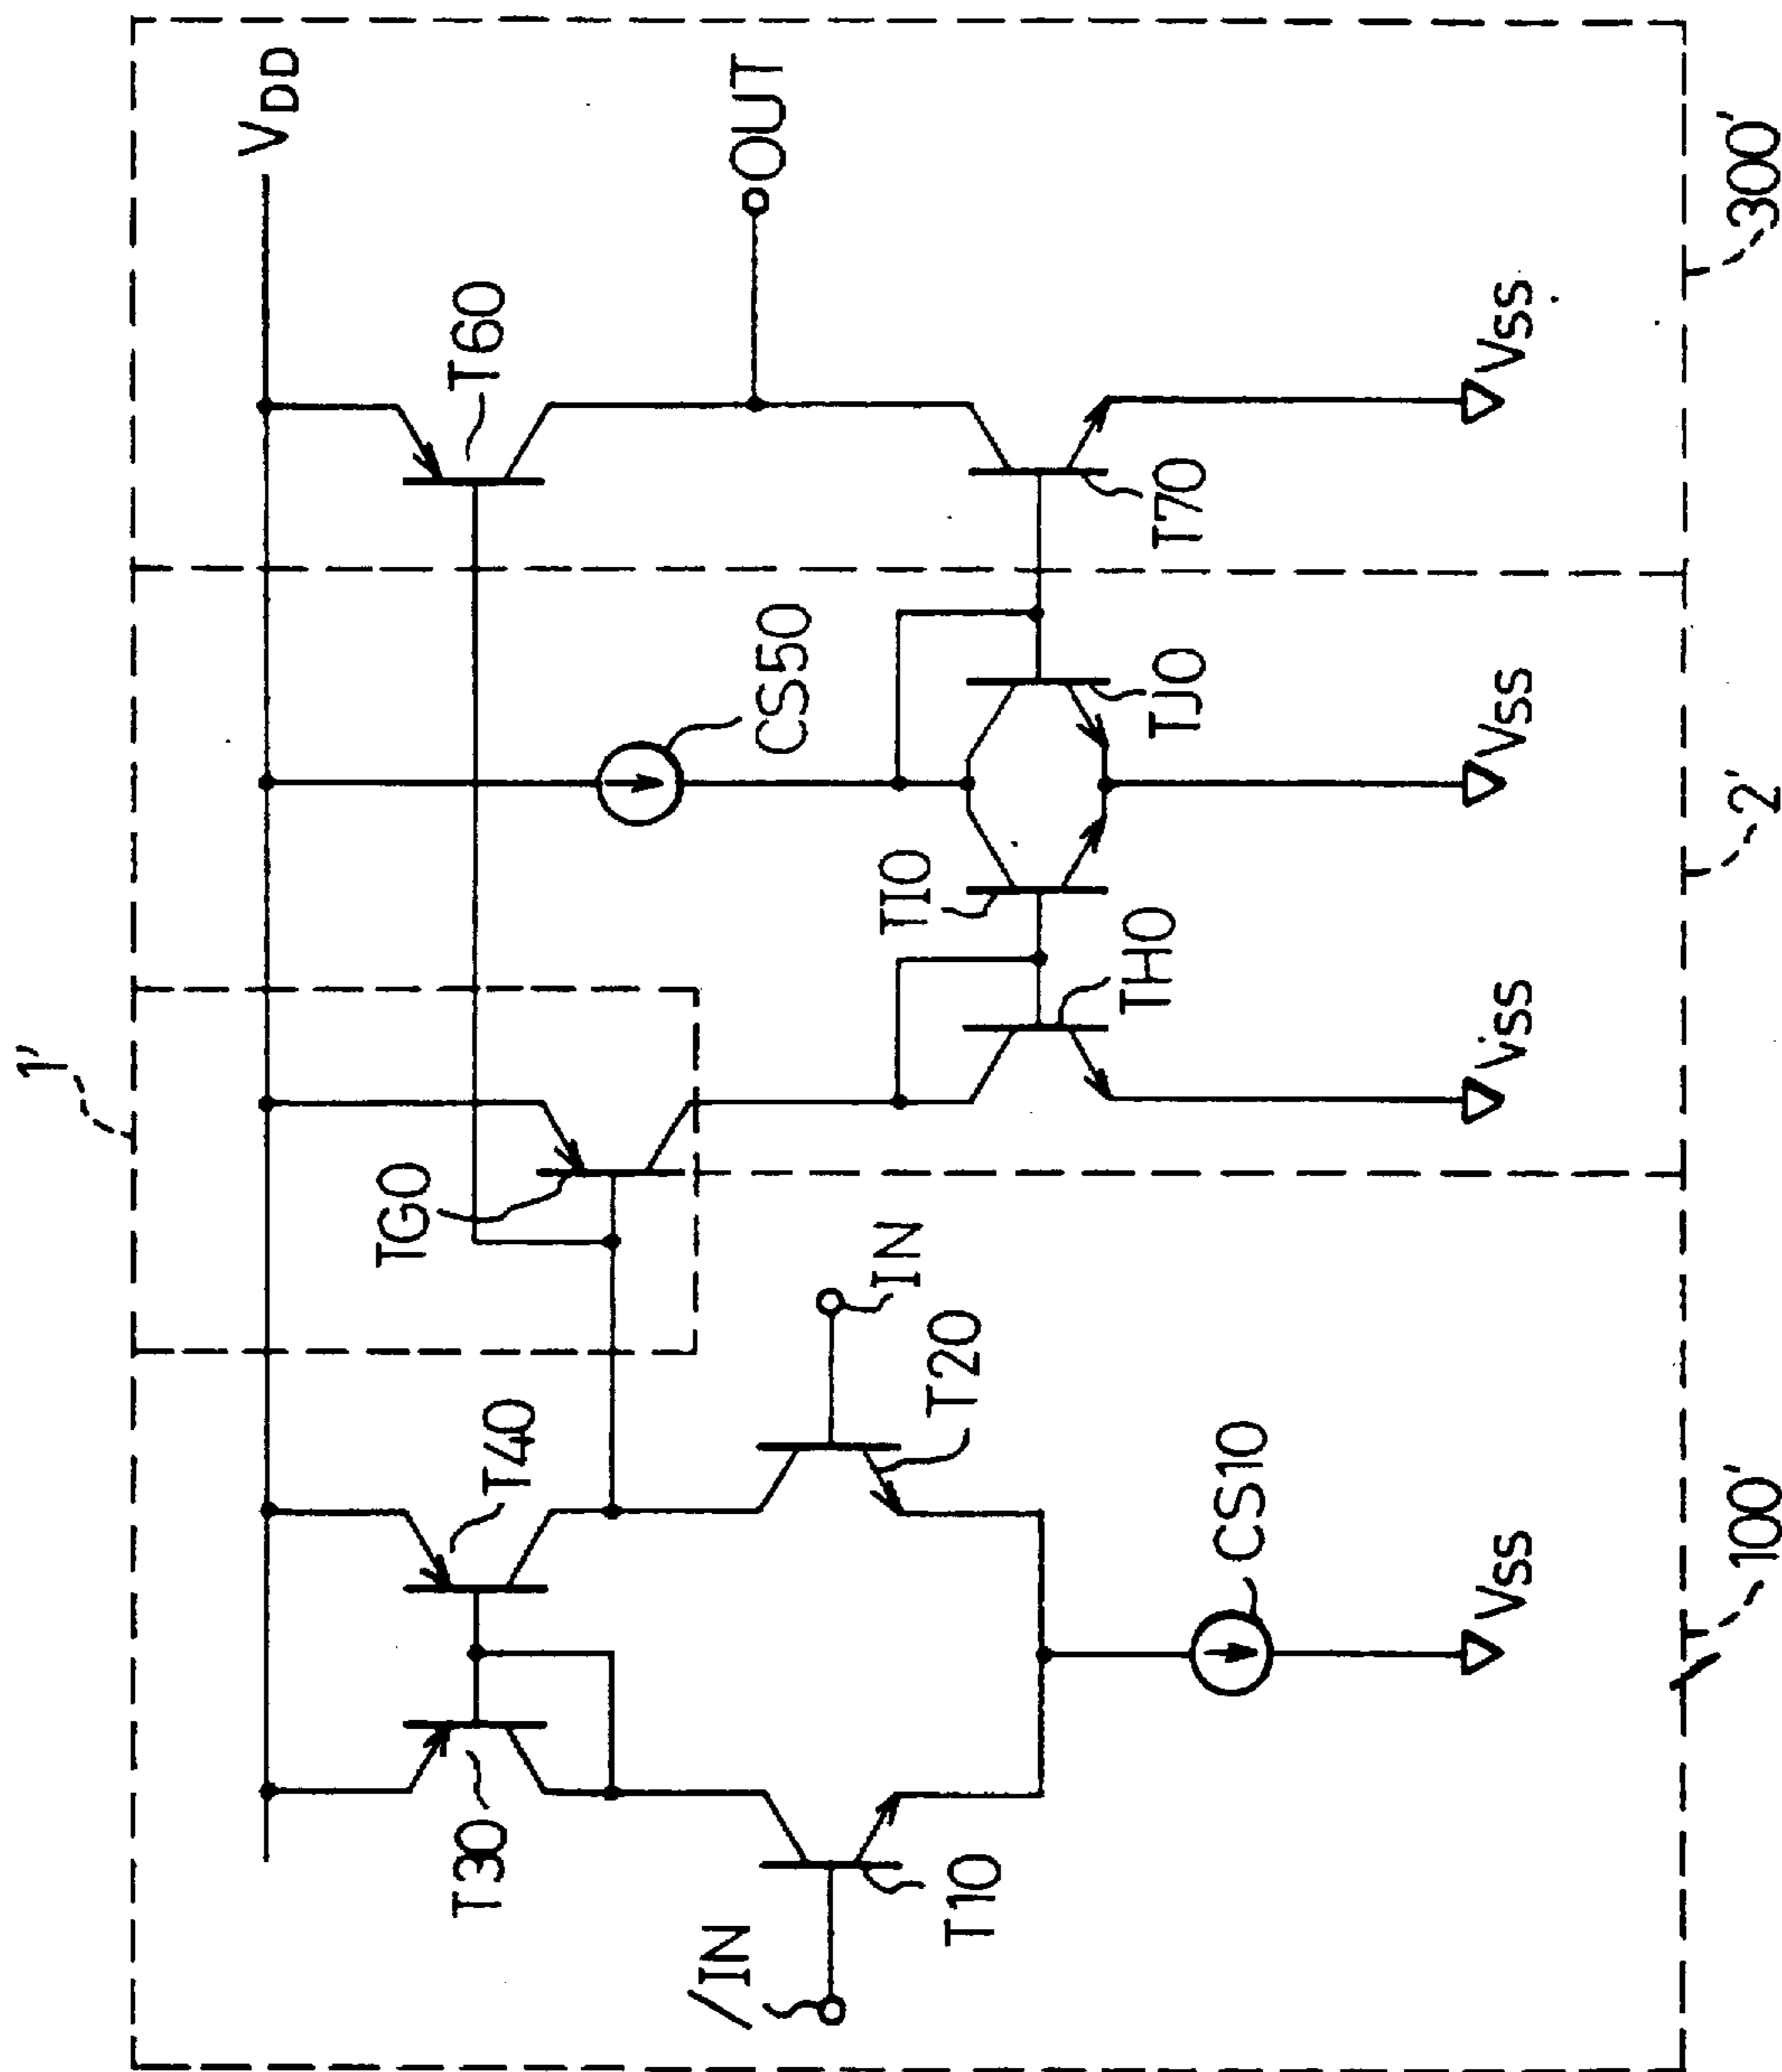 1'
VDD
TG0
T60
T30
T40
CS50
OUT
/IN
IN
TI0
T10
T20
TH0
TJ0
T70
CS10
Vss
Vss
Vss
Vss
100'
2'
300'